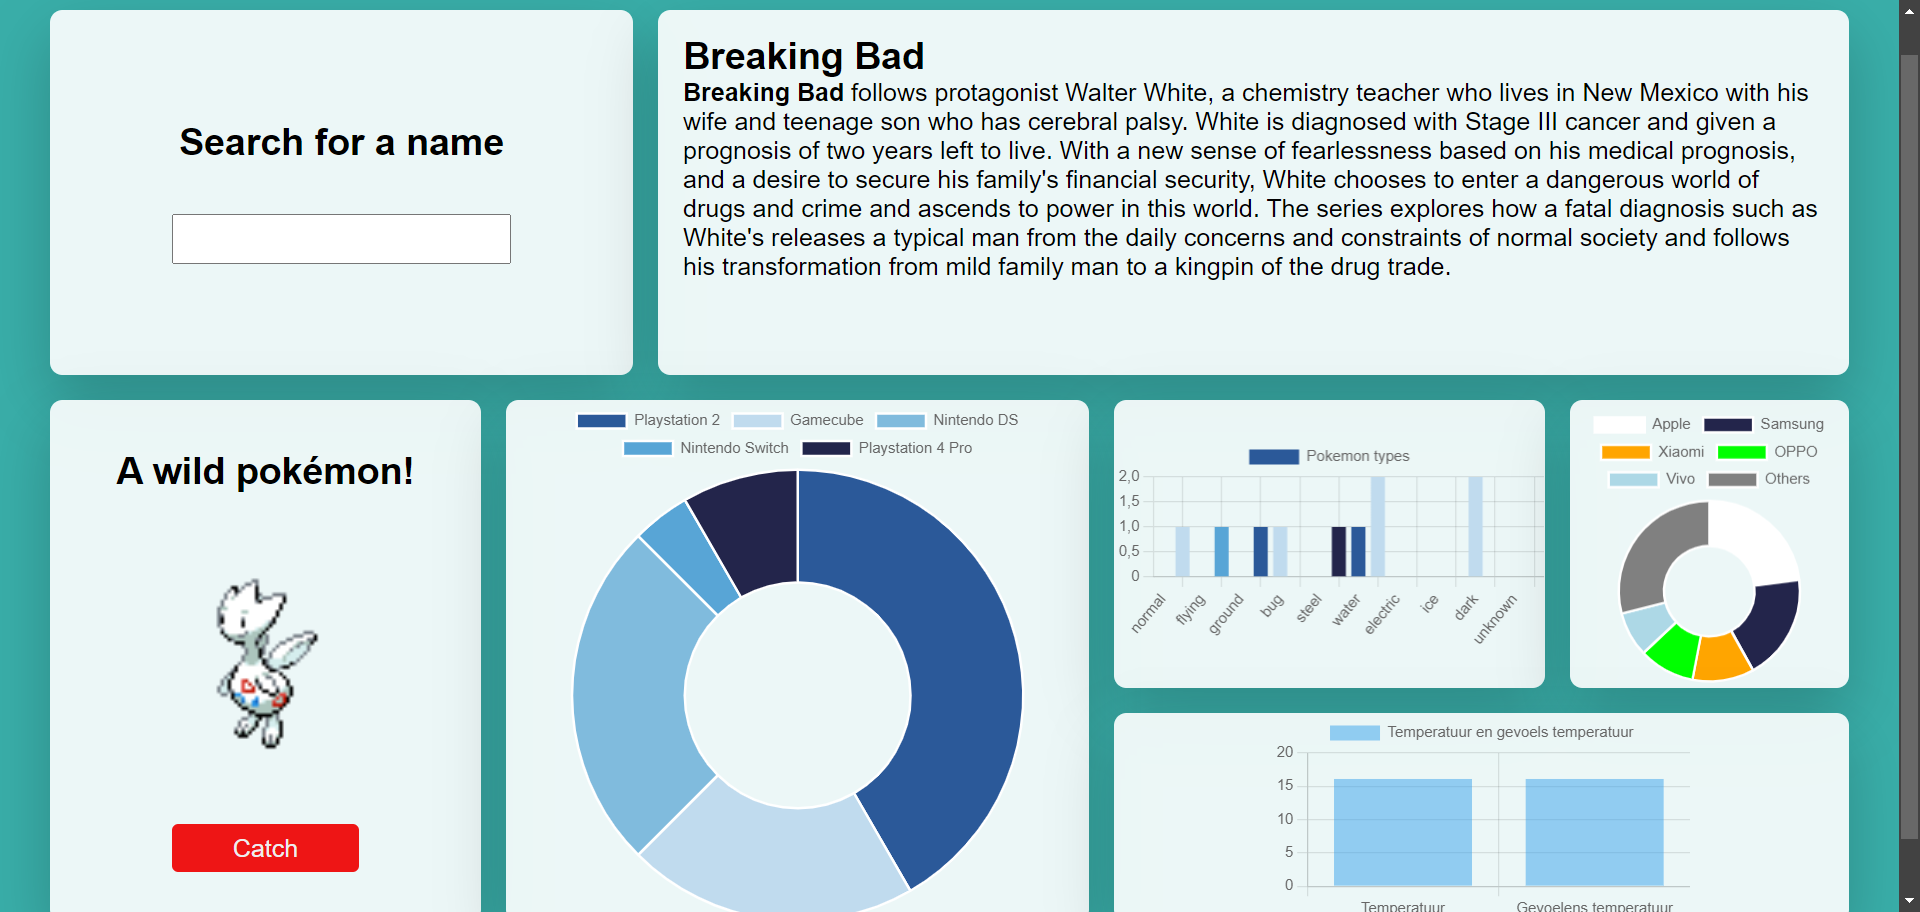 Search for a name
Breaking Bad
Breaking Bad follows protagonist Walter White, a chemistry teacher who lives in New Mexico with his
wife and teenage son who has cerebral palsy. White is diagnosed with Stage III cancer and given a
prognosis of two years left to live. With a new sense of fearlessness based on his medical prognosis,
and a desire to secure his family's financial security, White chooses to enter a dangerous world of
drugs and crime and ascends to power in this world. The series explores how a fatal diagnosis such as
White's releases a typical man from the daily concerns and constraints of normal society and follows
his transformation from mild family man to a kingpin of the drug trade.
A wild pokémon!
Catch
Playstation 2 Gamecube Nintendo DS
Nintendo Switch Playstation 4 Pro
Pokemon types
2,0
1,5
1,0
0,5
0
normal flying ground bug steel water electric ice dark unknown
Apple Samsung
Xiaomi OPPO
Vivo Others
Temperatuur en gevoels temperatuur
20
15
10
5
0
Temperatuur Gevoelens temperatuur